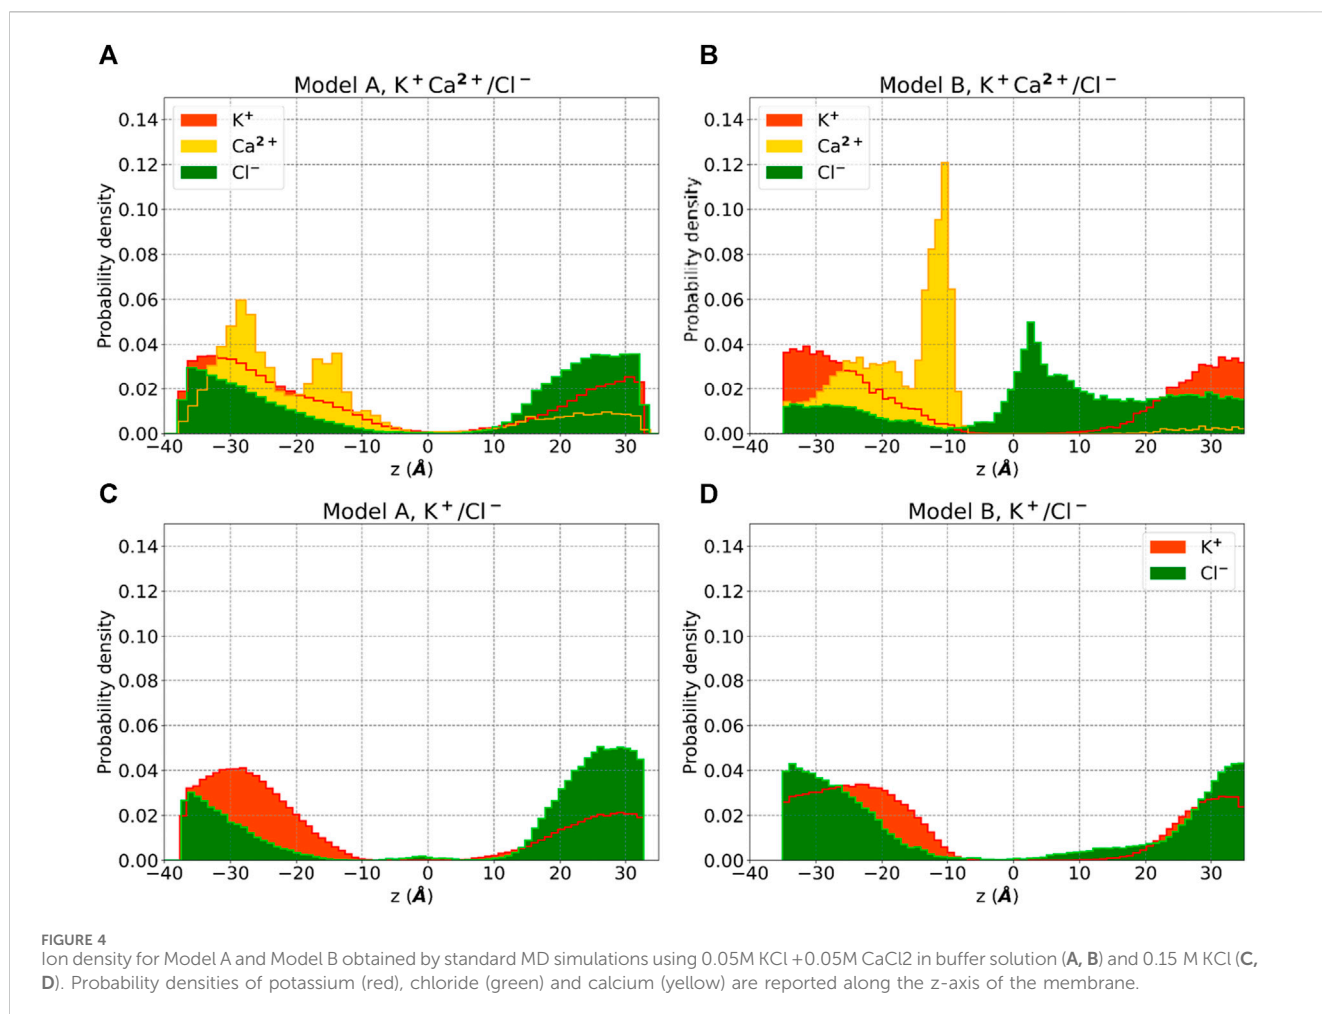 A
Model A, K⁺Ca²⁺/Cl⁻
K⁺
Ca²⁺
Cl⁻
Probability density
0.14
0.12
0.10
0.08
0.06
0.04
0.02
0.00
−40 −30 −20 −10 0 10 20 30
z (Å)
B
Model B, K⁺Ca²⁺/Cl⁻
K⁺
Ca²⁺
Cl⁻
Probability density
0.14
0.12
0.10
0.08
0.06
0.04
0.02
0.00
−40 −30 −20 −10 0 10 20 30
z (Å)
C
Model A, K⁺/Cl⁻
Probability density
0.14
0.12
0.10
0.08
0.06
0.04
0.02
0.00
−40 −30 −20 −10 0 10 20 30
z (Å)
D
Model B, K⁺/Cl⁻
K⁺
Cl⁻
Probability density
0.14
0.12
0.10
0.08
0.06
0.04
0.02
0.00
−40 −30 −20 −10 0 10 20 30
z (Å)
FIGURE 4
Ion density for Model A and Model B obtained by standard MD simulations using 0.05M KCl +0.05M CaCl2 in buffer solution (A, B) and 0.15 M KCl (C,
D). Probability densities of potassium (red), chloride (green) and calcium (yellow) are reported along the z-axis of the membrane.